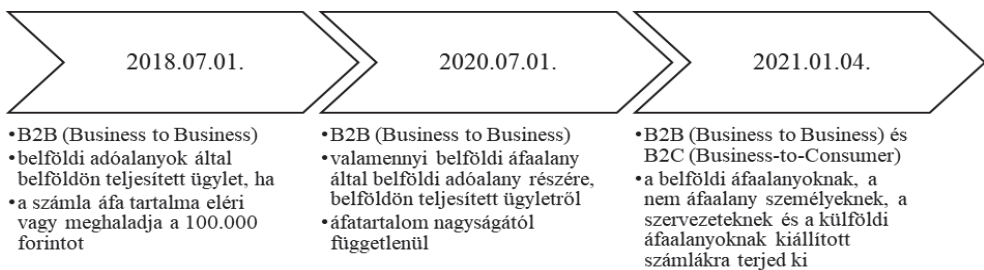 2018.07.01.
2020.07.01.
2021.01.04.
•B2B (Business to Business)
•belföldi adóalanyok által
belföldön teljesített ügylet, ha
•a számla áfa tartalma eléri
vagy meghaladja a 100.000
forintot
•B2B (Business to Business)
•valamennyi belföldi áfaalany
által belföldi adóalany részére,
belföldön teljesített ügyletről
•áfatartalom nagyságától
függetlenül
•B2B (Business to Business) és
B2C (Business-to-Consumer)
•a belföldi áfaalanyoknak, a
nem áfaalany személyeknek, a
szervezeteknek és a külföldi
áfaalanyoknak kiállított
számlákra terjed ki